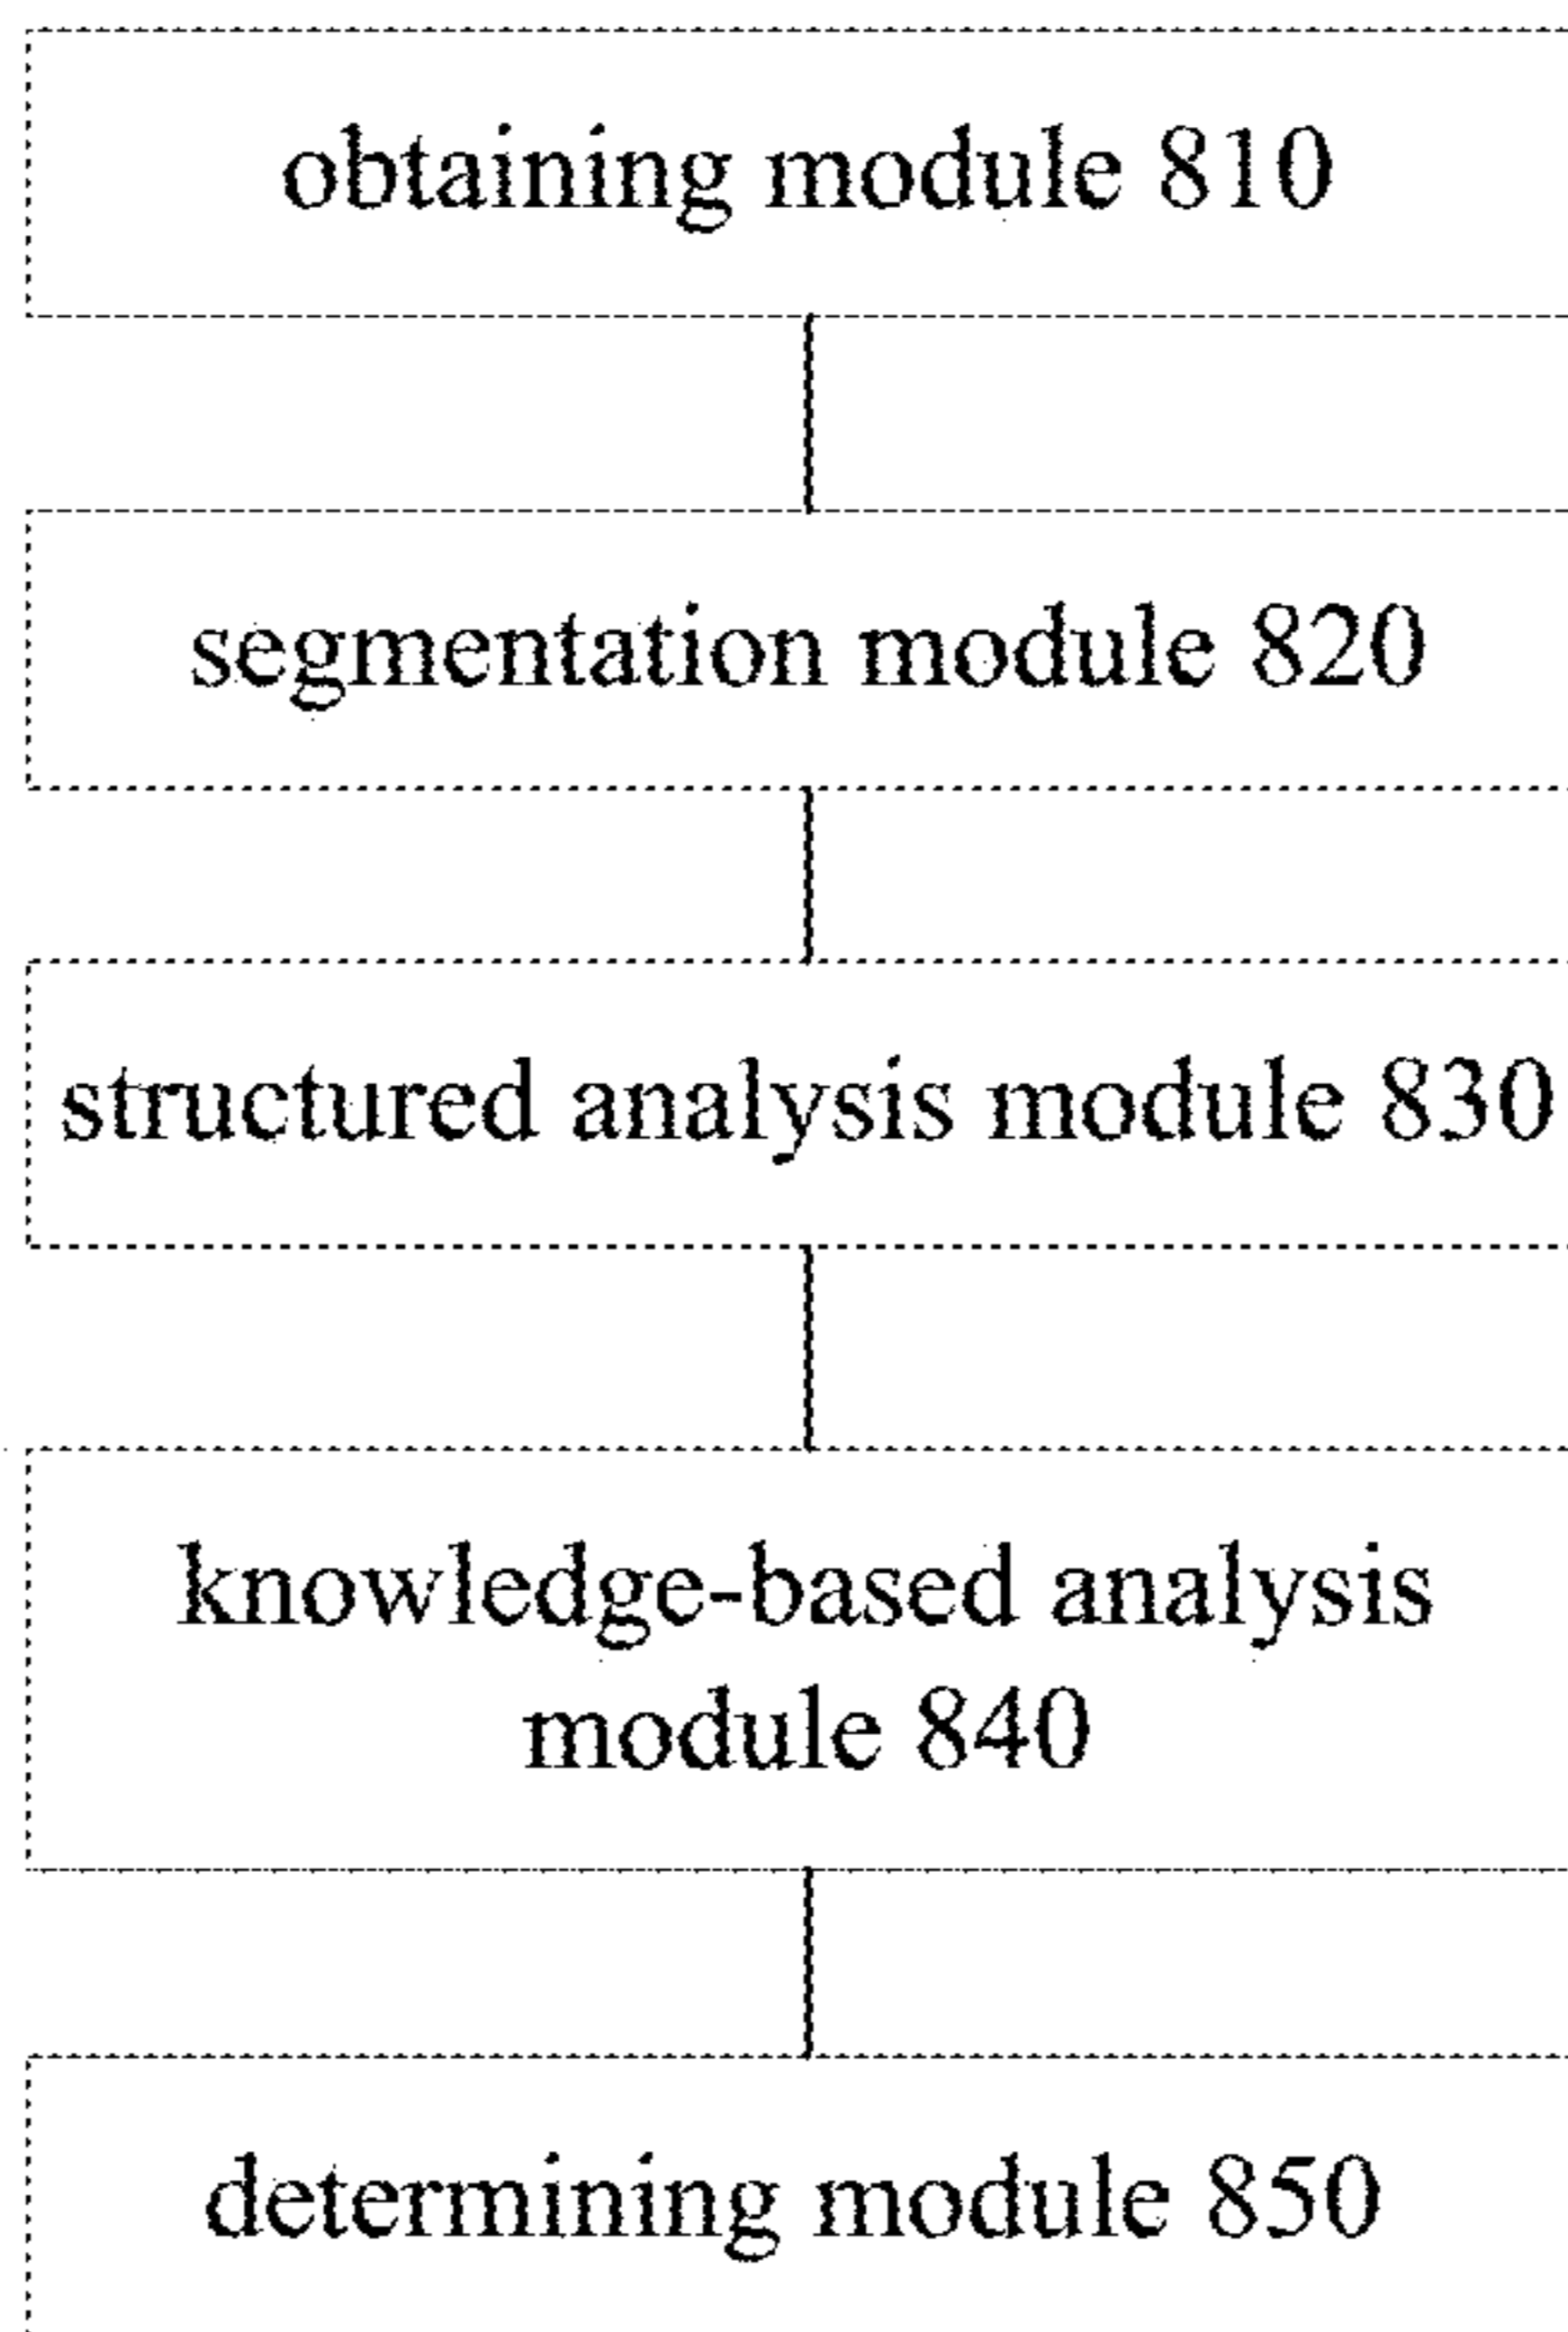 obtaining module 810
segmentation module 820
structured analysis module 830
knowledge-based analysis
module 840
determining module 850